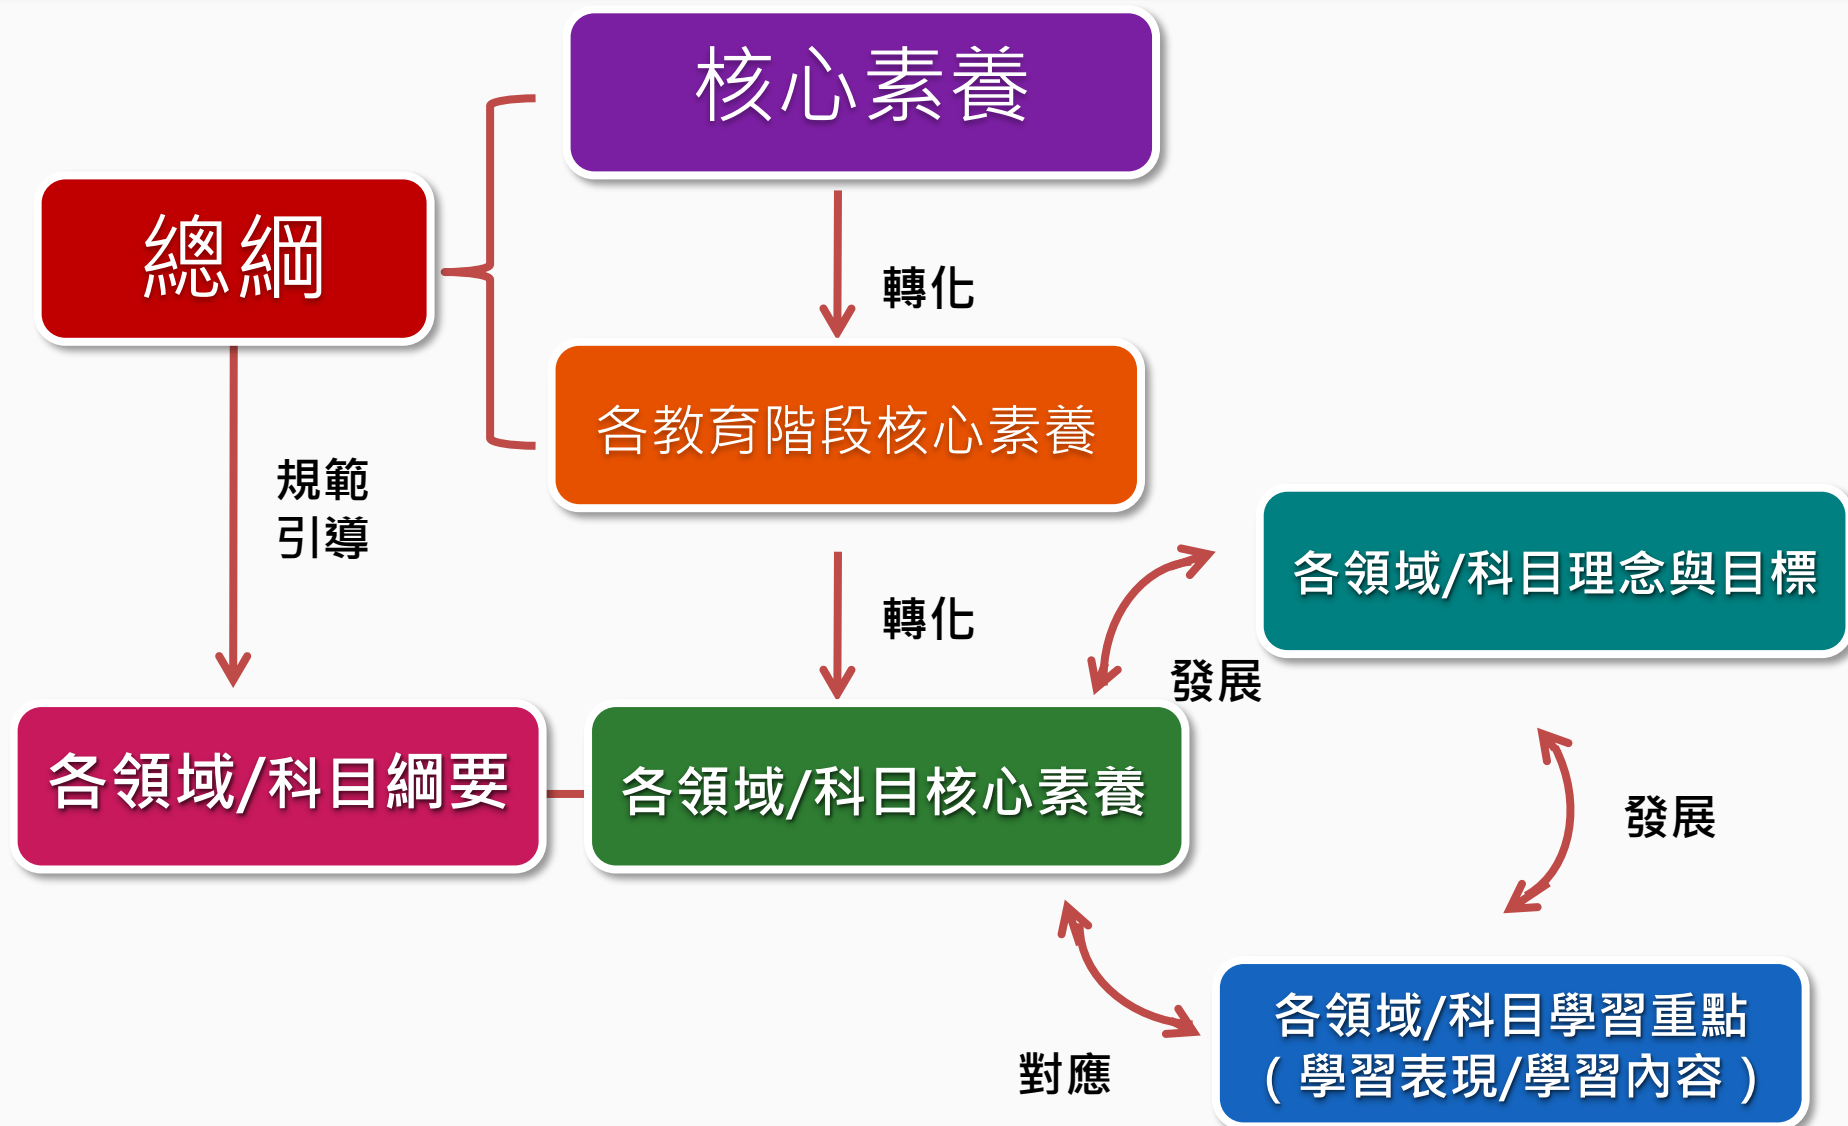 核心素養
總綱
轉化
各教育階段核心素養
規範
引導
轉化
各領域/科目理念與目標
發展
各領域/科目綱要
各領域/科目核心素養
發展
對應
各領域/科目學習重點
(學習表現/學習內容)